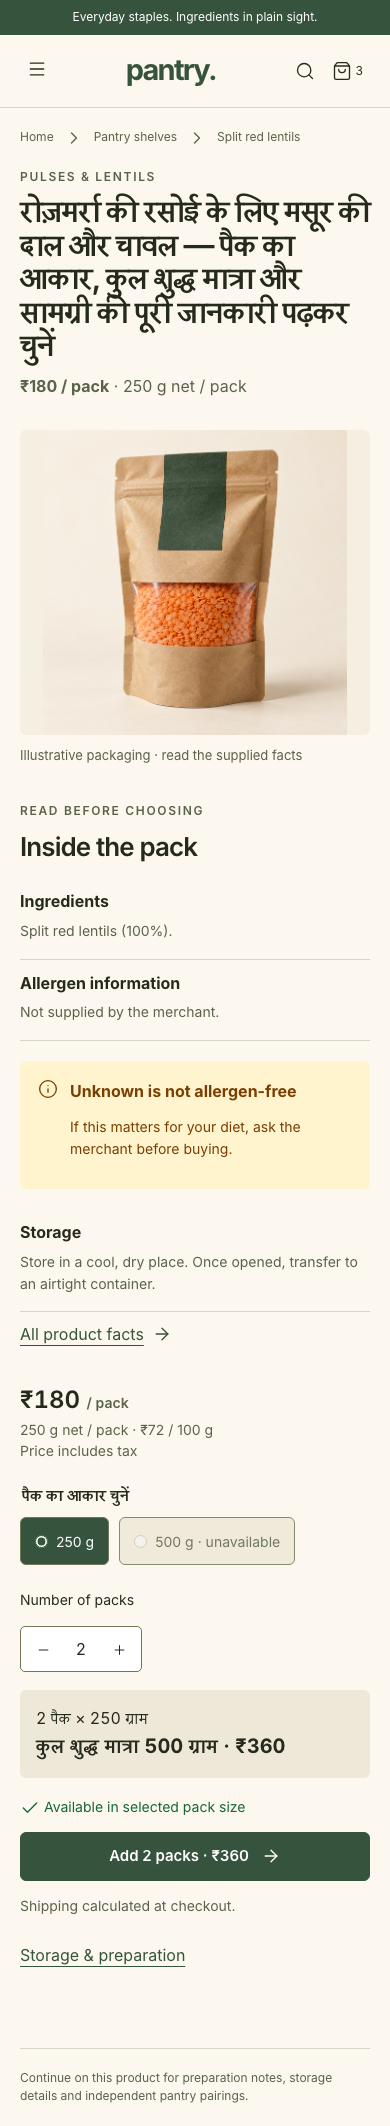 Everyday staples. Ingredients in plain sight.
pantry.
3
Home > Pantry shelves > Split red lentils
PULSES & LENTILS
रोज़मर्रा की रसोई के लिए मसूर की
दाल और चावल — पैक का
आकार, कुल शुद्ध मात्रा और
सामग्री की पूरी जानकारी पढ़कर
चुनें
₹180 / pack · 250 g net / pack
Illustrative packaging · read the supplied facts
READ BEFORE CHOOSING
Inside the pack
Ingredients
Split red lentils (100%).
Allergen information
Not supplied by the merchant.
Unknown is not allergen-free
If this matters for your diet, ask the
merchant before buying.
Storage
Store in a cool, dry place. Once opened, transfer to
an airtight container.
All product facts →
₹180 / pack
250 g net / pack · ₹72 / 100 g
Price includes tax
पैक का आकार चुनें
250 g
500 g · unavailable
Number of packs
− 2 +
2 पैक × 250 ग्राम
कुल शुद्ध मात्रा 500 ग्राम · ₹360
Available in selected pack size
Add 2 packs · ₹360 →
Shipping calculated at checkout.
Storage & preparation
Continue on this product for preparation notes, storage
details and independent pantry pairings.